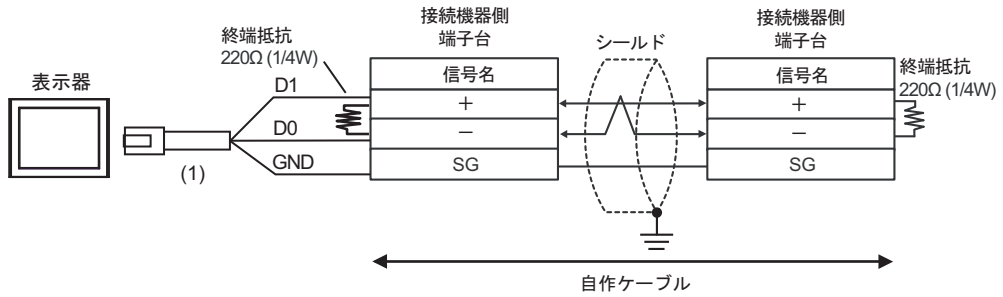 接続機器側
端子台
接続機器側
端子台
終端抵抗
220Ω (1/4W)
シールド
終端抵抗
220Ω (1/4W)
表示器
D1
D0
GND
(1)
信号名
+
−
SG
信号名
+
−
SG
自作ケーブル